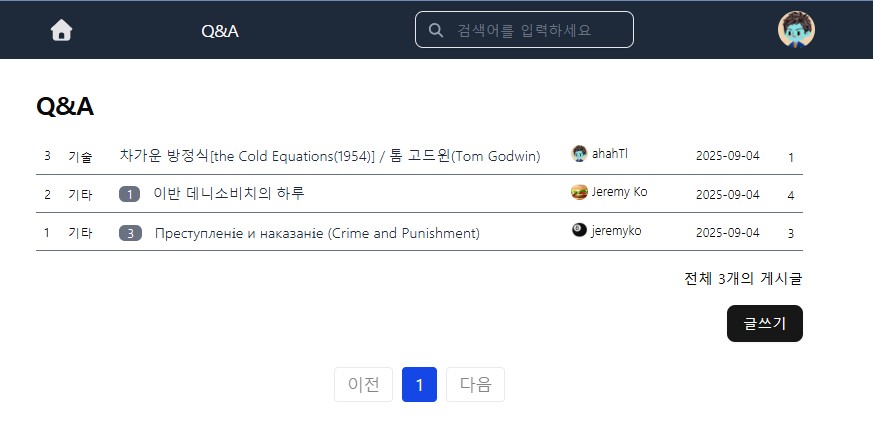 Q&A 검색어를 입력하세요
Q&A
3 기술 차가운 방정식[the Cold Equations(1954)] / 톰 고드윈(Tom Godwin) ahahTl 2025-09-04 1
2 기타 1 이반 데니소비치의 하루 Jeremy Ko 2025-09-04 4
1 기타 3 Преступленіе и наказаніе (Crime and Punishment) jeremyko 2025-09-04 3
전체 3개의 게시글
글쓰기
이전 1 다음